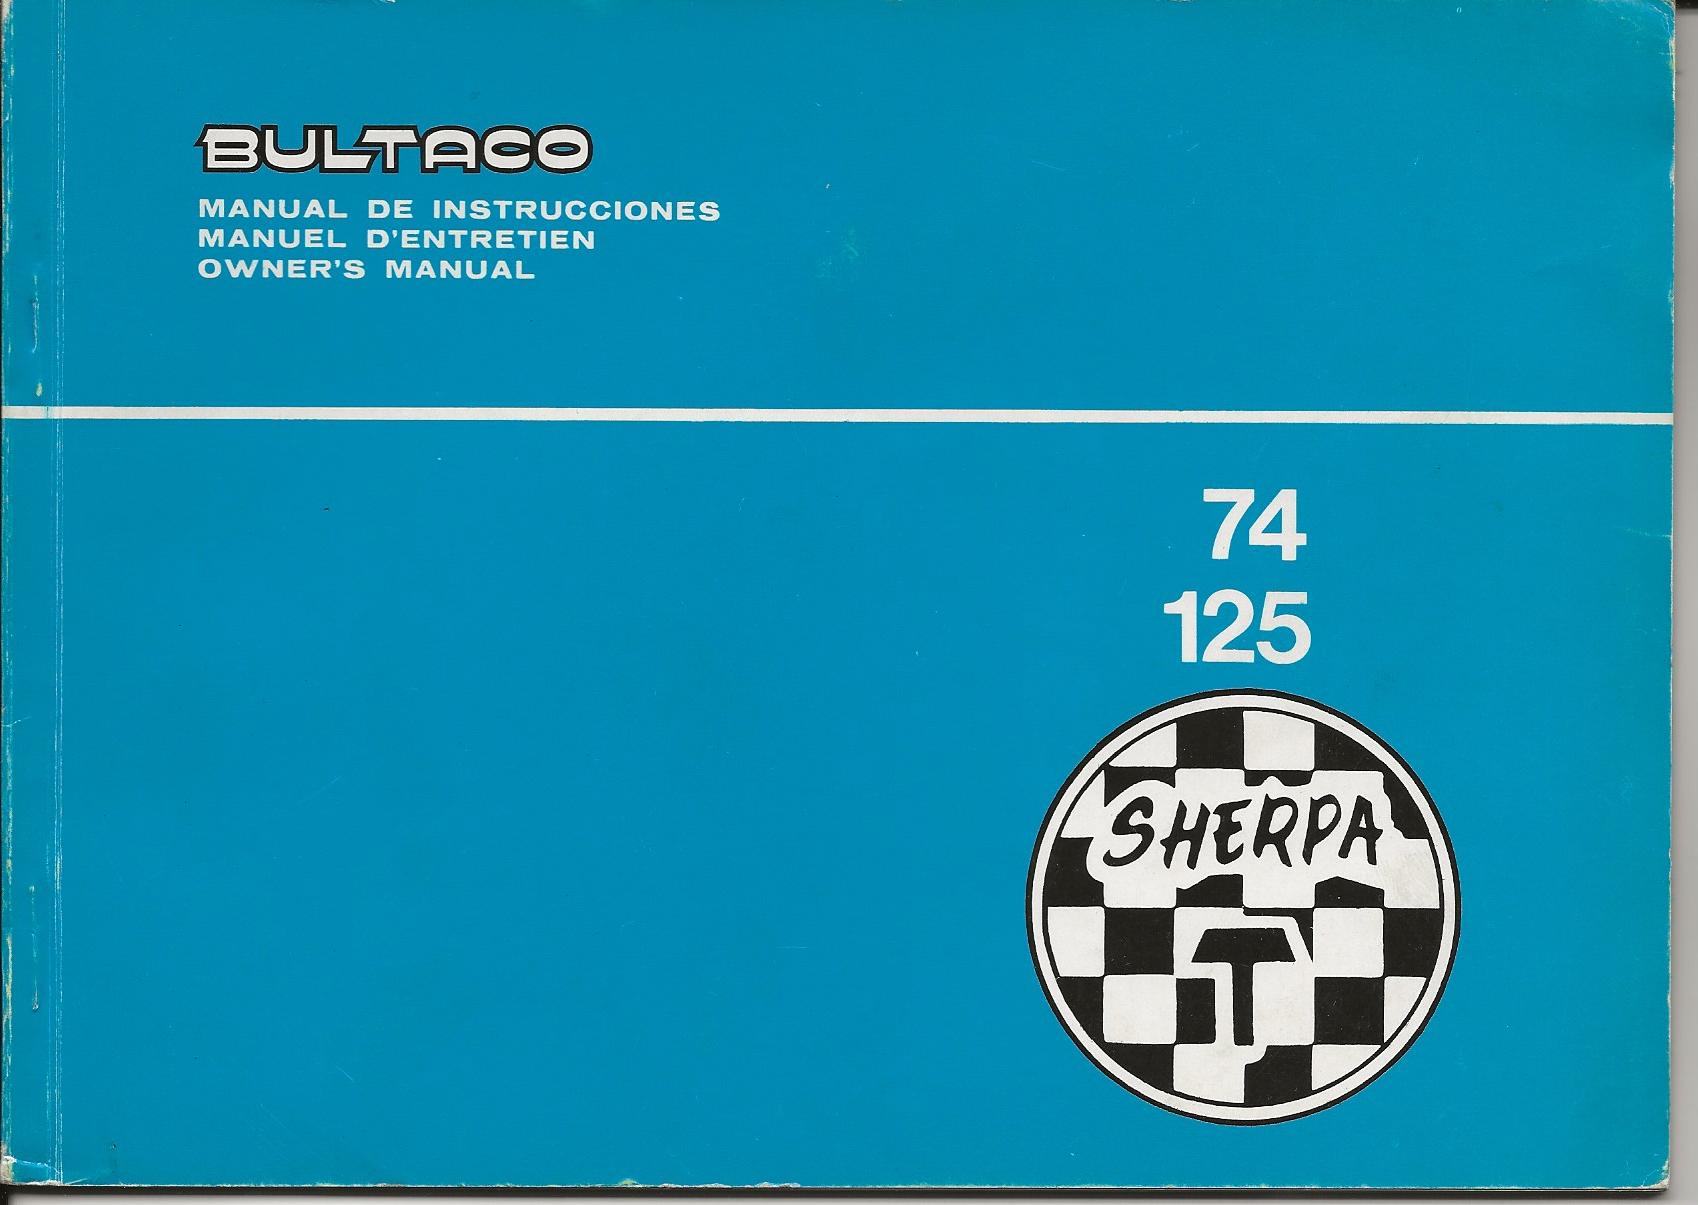 BULTACO
MANUAL DE INSTRUCCIONES
MANUEL D'ENTRETIEN
OWNER'S MANUAL
74
125
SHERPA
T